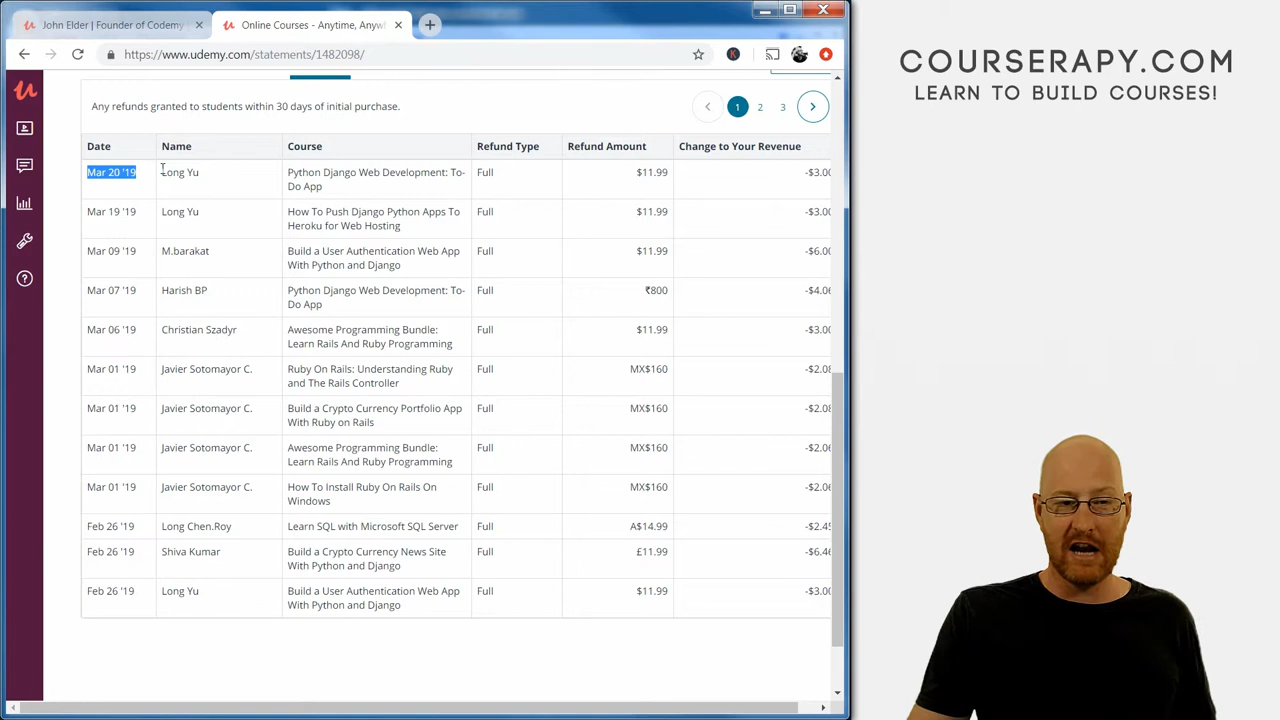 John Elder | Founder of Codemy
Online Courses - Anytime, Anyw
https://www.udemy.com/statements/1482098/
COURSERAPY.COM
LEARN TO BUILD COURSES!
Any refunds granted to students within 30 days of initial purchase.
1 2 3
Date Name Course Refund Type Refund Amount Change to Your Revenue
Mar 20 '19 Long Yu Python Django Web Development: To-
Do App Full $11.99 -$3.00
Mar 19 '19 Long Yu How To Push Django Python Apps To
Heroku for Web Hosting Full $11.99 -$3.00
Mar 09 '19 M.barakat Build a User Authentication Web App
With Python and Django Full $11.99 -$6.00
Mar 07 '19 Harish BP Python Django Web Development: To-
Do App Full ₹800 -$4.06
Mar 06 '19 Christian Szadyr Awesome Programming Bundle:
Learn Rails And Ruby Programming Full $11.99 -$3.00
Mar 01 '19 Javier Sotomayor C. Ruby On Rails: Understanding Ruby
and The Rails Controller Full MX$160 -$2.08
Mar 01 '19 Javier Sotomayor C. Build a Crypto Currency Portfolio App
With Ruby on Rails Full MX$160 -$2.08
Mar 01 '19 Javier Sotomayor C. Awesome Programming Bundle:
Learn Rails And Ruby Programming Full MX$160 -$2.06
Mar 01 '19 Javier Sotomayor C. How To Install Ruby On Rails On
Windows Full MX$160 -$2.06
Feb 26 '19 Long Chen.Roy Learn SQL with Microsoft SQL Server Full A$14.99 -$2.45
Feb 26 '19 Shiva Kumar Build a Crypto Currency News Site
With Python and Django Full £11.99 -$6.46
Feb 26 '19 Long Yu Build a User Authentication Web App
With Python and Django Full $11.99 -$3.00